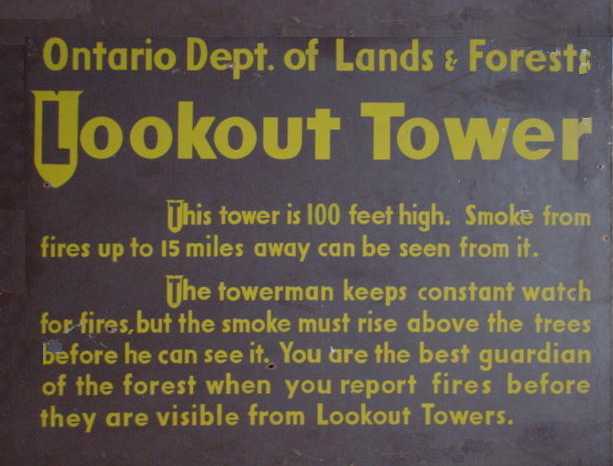 Ontario Dept. of Lands & Forests
Lookout Tower
This tower is 100 feet high. Smoke from
fires up to 15 miles away can be seen from it.
The towerman keeps constant watch
for fires, but the smoke must rise above the trees
before he can see it. You are the best guardian
of the forest when you report fires before
they are visible from Lookout Towers.